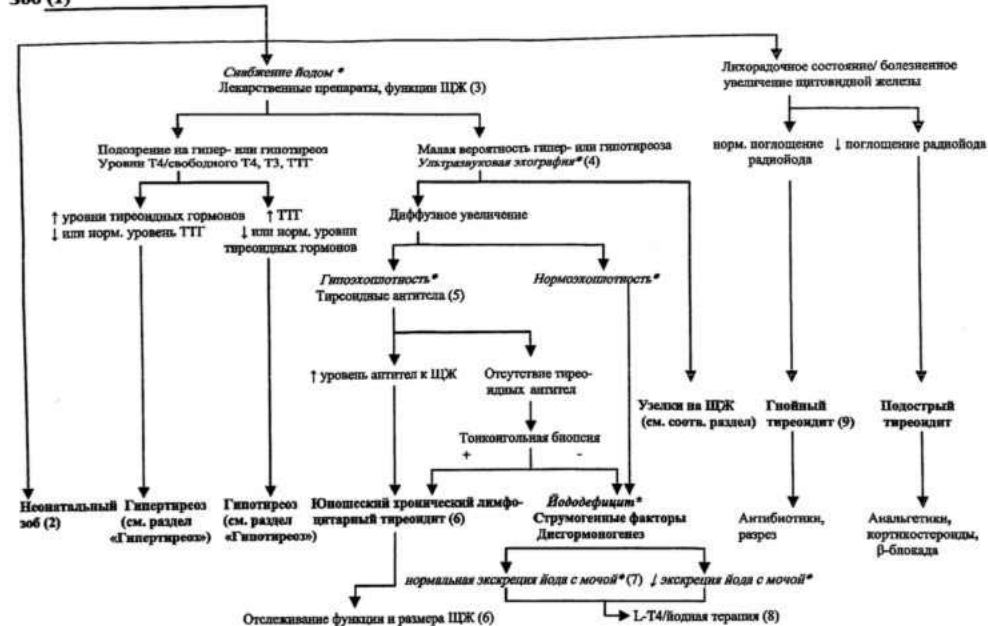 Зоб (1)
Снабжение йодом *
Лекарственные препараты, функции ЩЖ (3)
Лихорадочное состояние/ болезненное
увеличение щитовидной железы
Подозрение на гипер- или гипотиреоз
Уровни Т4/свободного Т4, Т3, ТТГ
Малая вероятность гипер- или гипотиреоза
Ультразвуковая эхография* (4)
норм. поглощение
радиойода
↓ поглощение радиойода
↑ уровни тиреоидных гормонов
↓ или норм. уровень ТТГ
↑ ТТГ
↓ или норм. уровни
тиреоидных гормонов
Диффузное увеличение
Гипоэхоплотность*
Тиреоидные антитела (5)
Нормоэхоплотность*
↑ уровень антител к ЩЖ
Отсутствие тирео-
идных антител
Узелки на ЩЖ
(см. соотв. раздел)
Гнойный
тиреоидит (9)
Подострый
тиреоидит
Тонкоигольная биопсия
+ -
Неонатальный
зоб (2)
Гипертиреоз
(см. раздел
«Гипертиреоз»)
Гипотиреоз
(см. раздел
«Гипотиреоз»)
Юношеский хронический лимфо-
цитарный тиреоидит (6)
Йододефицит*
Струмогенные факторы
Дисгормоногенез
Антибиотики,
разрез
Анальгетики,
кортикостероиды,
β-блокада
нормальная экскреция йода с мочой* (7)
↓ экскреция йода с мочой*
Отслеживание функции и размера ЩЖ (6)
L-T4/йодная терапия (8)